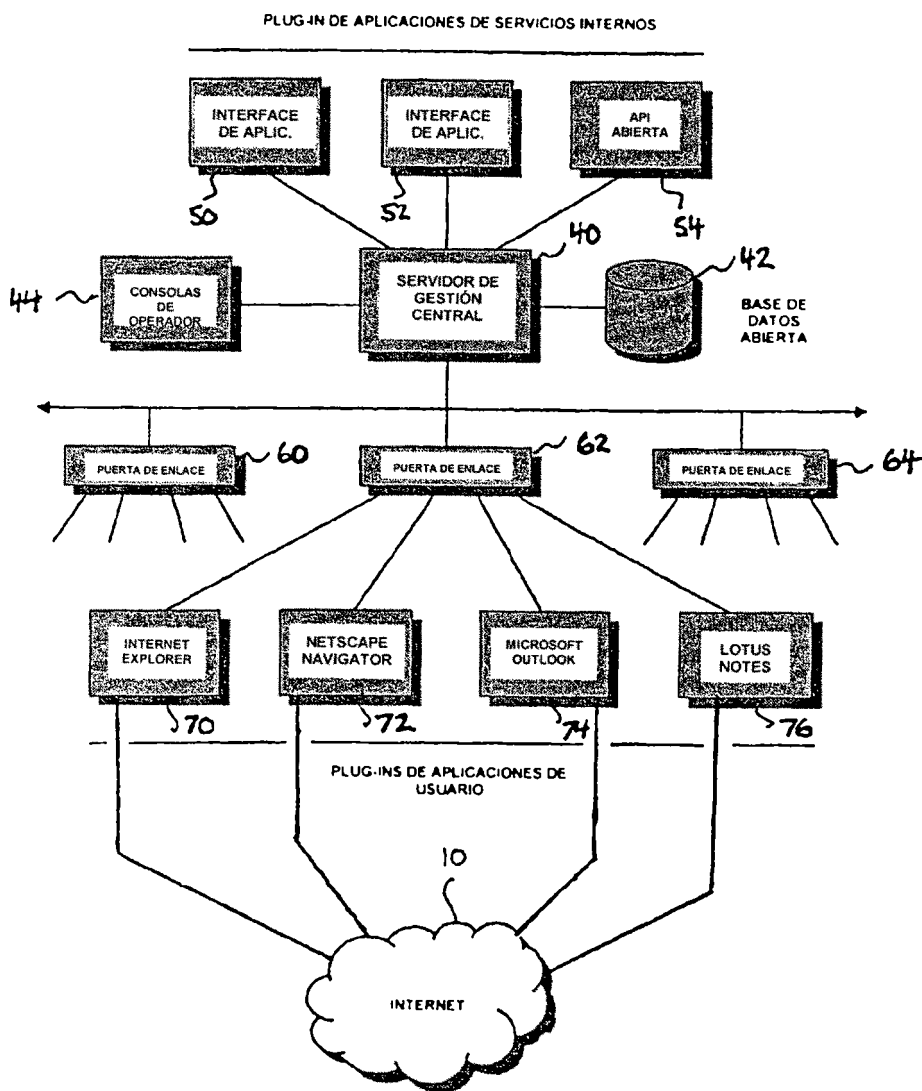 PLUG-IN DE APLICACIONES DE SERVICIOS INTERNOS
INTERFACE
DE APLIC.
INTERFACE
DE APLIC.
API
ABIERTA
50
52
54
40
42
44
CONSOLAS
DE
OPERADOR
SERVIDOR DE
GESTIÓN
CENTRAL
BASE DE
DATOS
ABIERTA
PUERTA DE ENLACE
60
PUERTA DE ENLACE
62
PUERTA DE ENLACE
64
INTERNET
EXPLORER
NETSCAPE
NAVIGATOR
MICROSOFT
OUTLOOK
LOTUS
NOTES
70
72
74
76
PLUG-INS DE APLICACIONES DE
USUARIO
10
INTERNET